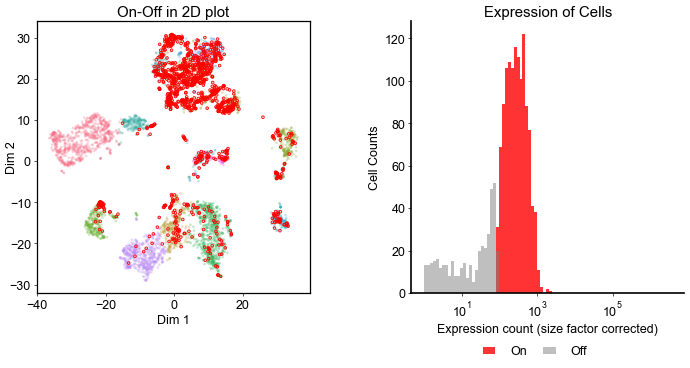 On-Off in 2D plot
Dim 2
30
20
10
0
−10
−20
−30
−40
−20
0
20
Dim 1
Expression of Cells
Cell Counts
120
100
80
60
40
20
0
10^1
10^3
10^5
Expression count (size factor corrected)
On
Off